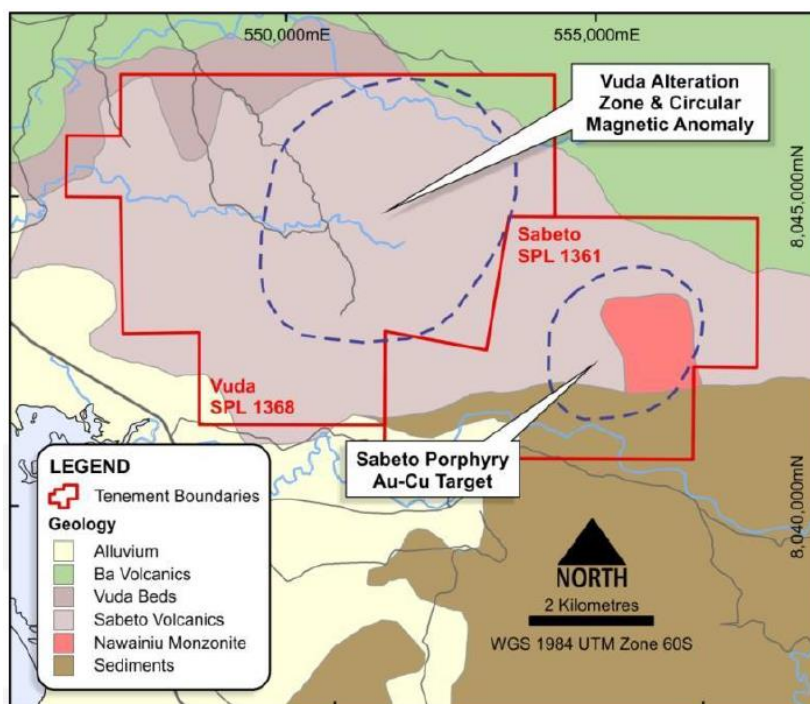 550,000mE
555,000mE
Vuda Alteration
Zone & Circular
Magnetic Anomaly
8,045,000mN
Sabeto
SPL 1361
Vuda
SPL 1368
Sabeto Porphyry
Au-Cu Target
8,040,000mN
LEGEND
Tenement Boundaries
Geology
Alluvium
Ba Volcanics
Vuda Beds
Sabeto Volcanics
Nawainiu Monzonite
Sediments
NORTH
2 Kilometres
WGS 1984 UTM Zone 60S